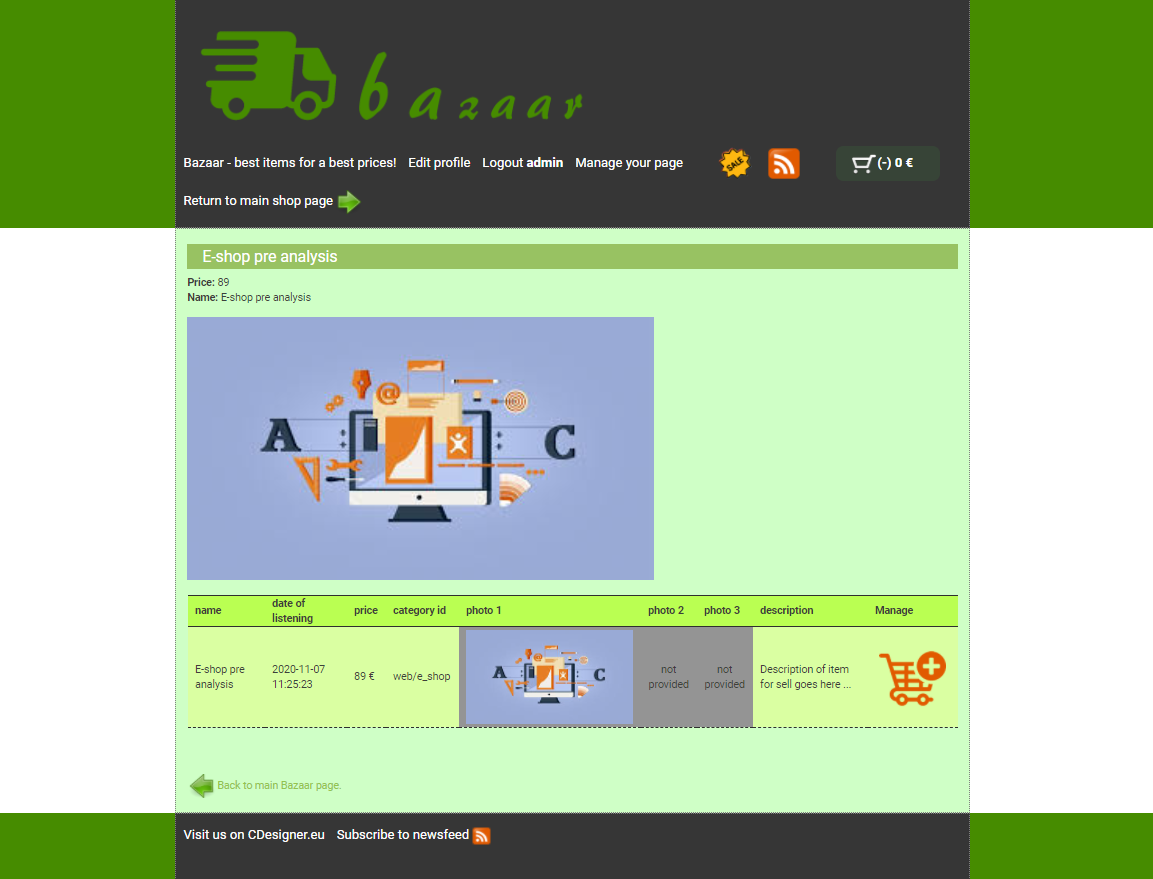 bazaar
Bazaar - best items for a best prices! Edit profile Logout admin Manage your page SALE (-) 0 €
Return to main shop page
E-shop pre analysis
Price: 89
Name: E-shop pre analysis
@
A C
name date of listening price category id photo 1 photo 2 photo 3 description Manage
E-shop pre analysis 2020-11-07 11:25:23 89 € web/e_shop A C not provided not provided Description of item for sell goes here ...
Back to main Bazaar page.
Visit us on CDesigner.eu Subscribe to newsfeed